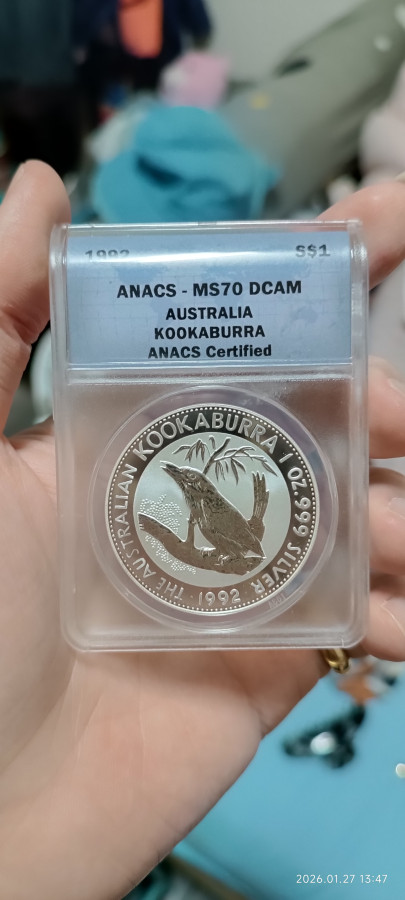 1992 S$1
ANACS - MS70 DCAM
AUSTRALIA
KOOKABURRA
ANACS Certified
THE AUSTRALIAN KOOKABURRA 1 OZ. 999 SILVER
· 1992 ·
2026.01.27 13:47